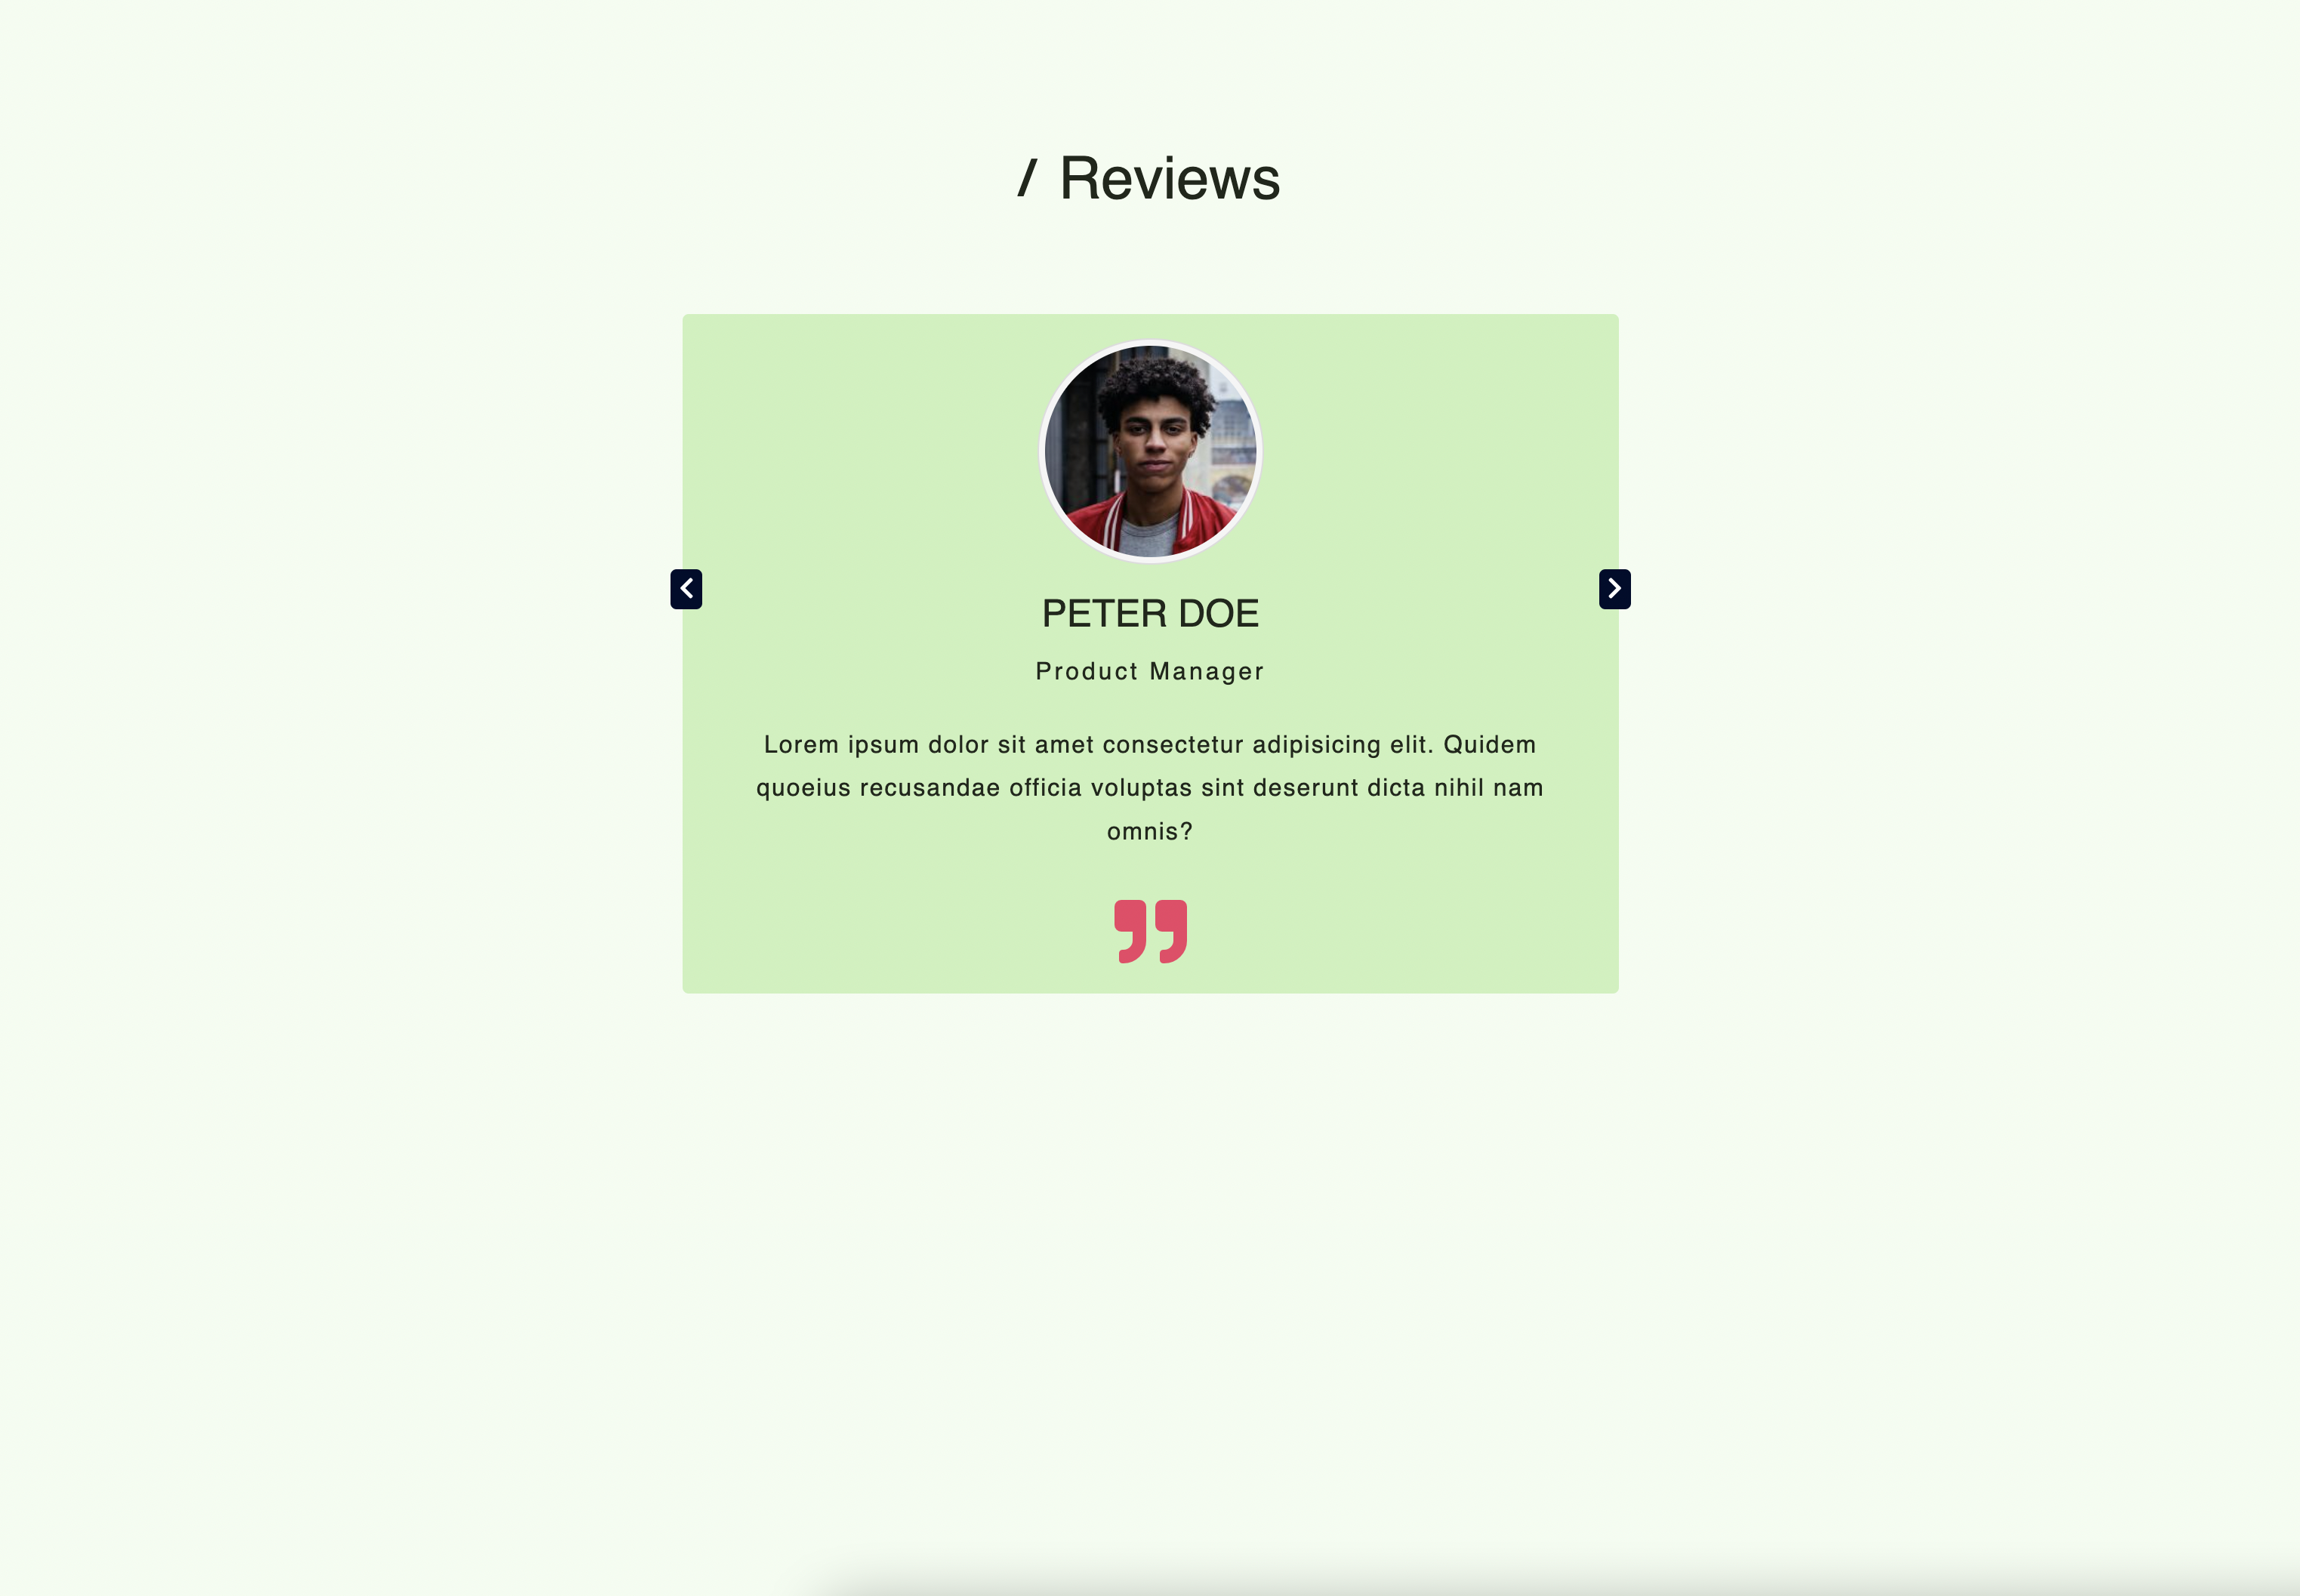 / Reviews
PETER DOE
Product Manager
Lorem ipsum dolor sit amet consectetur adipisicing elit. Quidem
quoeius recusandae officia voluptas sint deserunt dicta nihil nam
omnis?